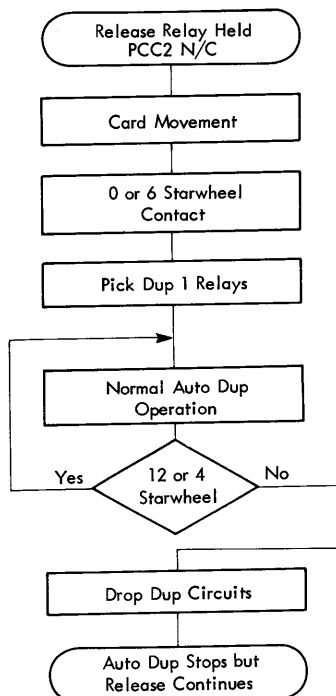 Release Relay Held
PCC2 N/C
Card Movement
0 or 6 Starwheel
Contact
Pick Dup 1 Relays
Normal Auto Dup
Operation
Yes
12 or 4
Starwheel
No
Drop Dup Circuits
Auto Dup Stops but
Release Continues